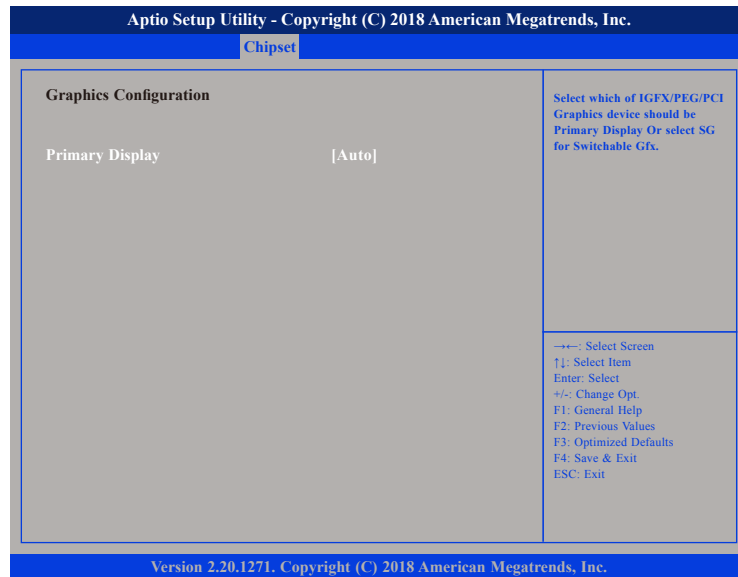 Aptio Setup Utility - Copyright (C) 2018 American Megatrends, Inc.
Chipset
Graphics Configuration
Primary Display [Auto]
Select which of IGFX/PEG/PCI
Graphics device should be
Primary Display Or select SG
for Switchable Gfx.
→←: Select Screen
↑↓: Select Item
Enter: Select
+/-: Change Opt.
F1: General Help
F2: Previous Values
F3: Optimized Defaults
F4: Save & Exit
ESC: Exit
Version 2.20.1271. Copyright (C) 2018 American Megatrends, Inc.